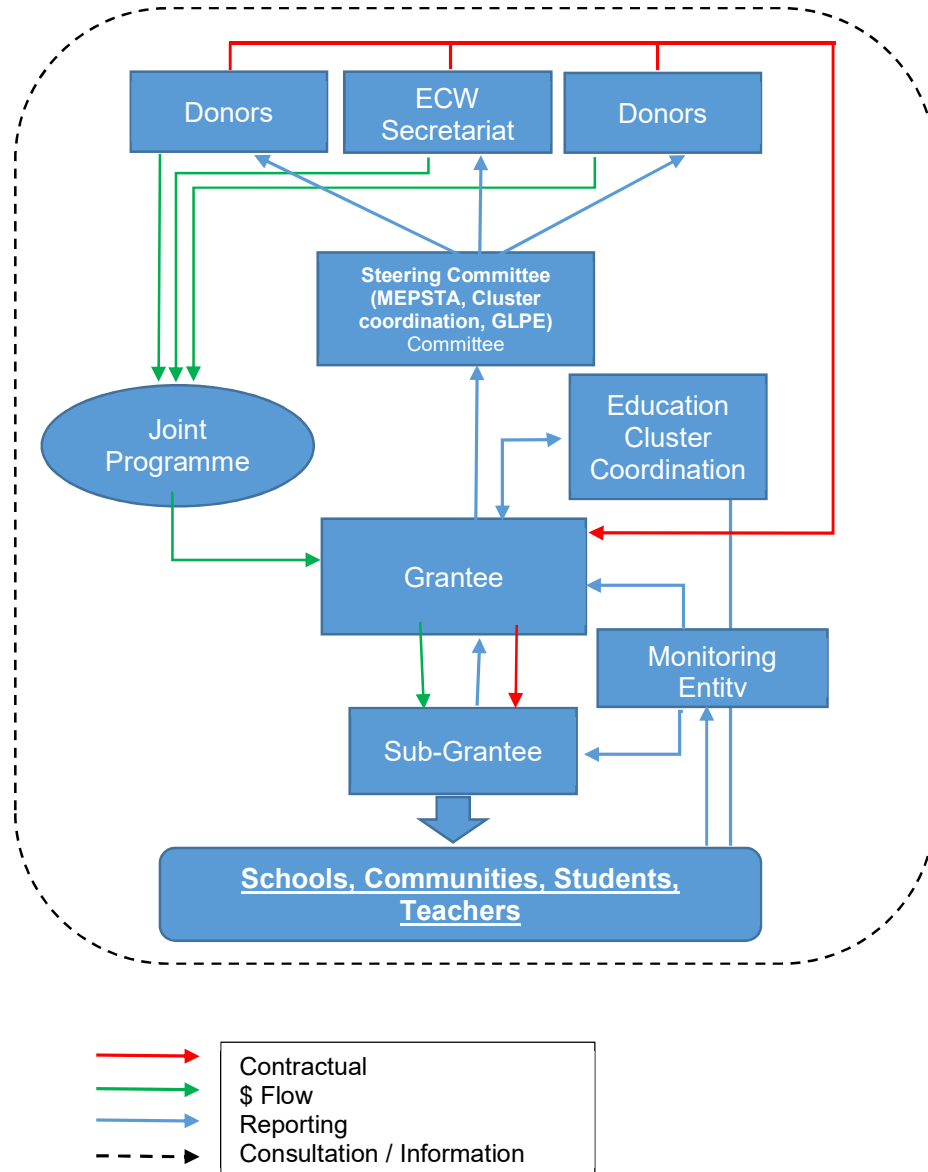 Donors
ECW
Secretariat
Donors
Steering Committee
(MEPSTA, Cluster
coordination, GLPE)
Committee
Education
Cluster
Coordination
Joint
Programme
Grantee
Monitoring
Entity
Sub-Grantee
Schools, Communities, Students,
Teachers
Contractual
$ Flow
Reporting
Consultation / Information